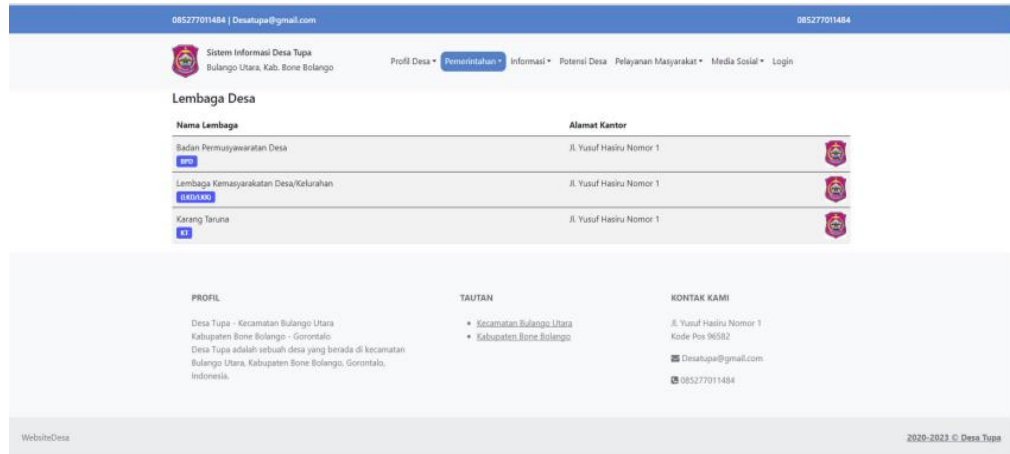 085277011484 | Desatupa@gmail.com
085277011484
Sistem Informasi Desa Tupa
Bulango Utara, Kab. Bone Bolango
Profil Desa Pemerintahan Informasi Potensi Desa Pelayanan Masyarakat Media Sosial Login
Lembaga Desa
Nama Lembaga Alamat Kantor
Badan Permusyawaratan Desa Jl. Yusuf Hasiru Nomor 1
BPD
Lembaga Kemasyarakatan Desa/Kelurahan Jl. Yusuf Hasiru Nomor 1
(LKD/LKK)
Karang Taruna Jl. Yusuf Hasiru Nomor 1
KT
PROFIL
Desa Tupa - Kecamatan Bulango Utara
Kabupaten Bone Bolango - Gorontalo
Desa Tupa adalah sebuah desa yang berada di kecamatan
Bulango Utara, Kabupaten Bone Bolango, Gorontalo,
Indonesia.
TAUTAN
Kecamatan Bulango Utara
Kabupaten Bone Bolango
KONTAK KAMI
Jl. Yusuf Hasiru Nomor 1
Kode Pos 96582
Desatupa@gmail.com
085277011484
WebsiteDesa
2020-2023 © Desa Tupa